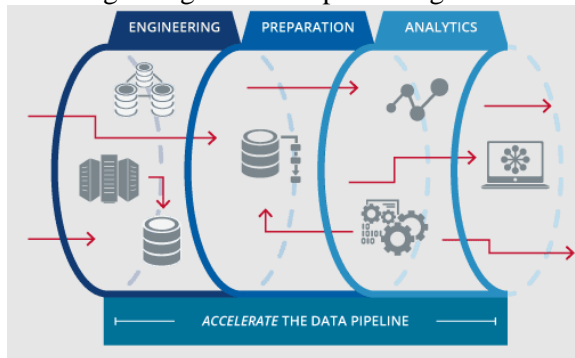 ENGINEERING PREPARATION ANALYTICS
ACCELERATE THE DATA PIPELINE